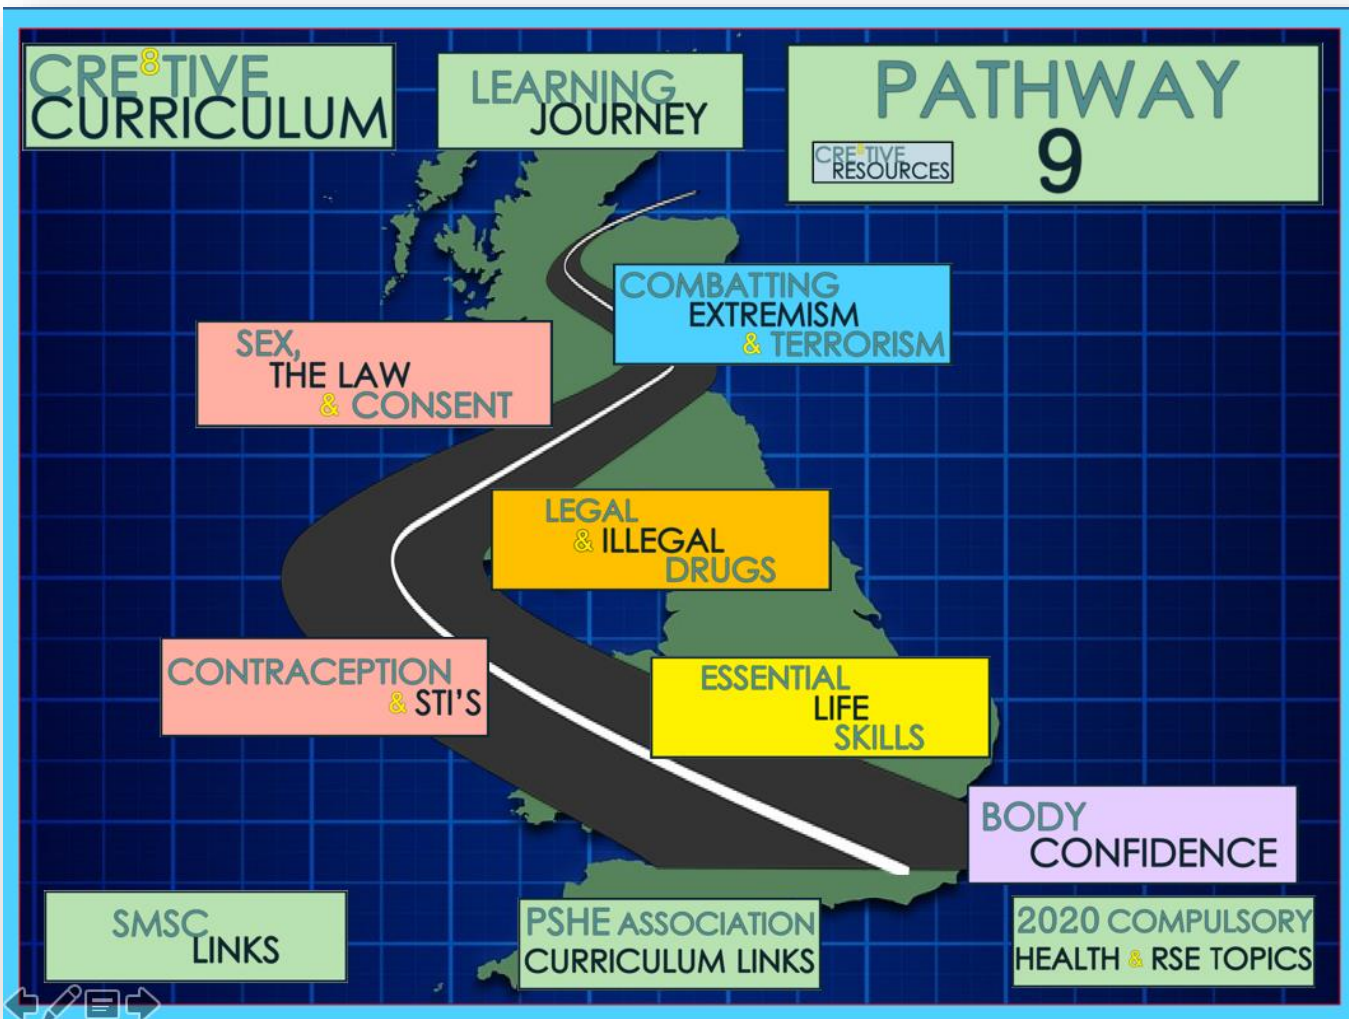 CRE8TIVE
CURRICULUM
LEARNING
JOURNEY
PATHWAY
9
CRE8TIVE
RESOURCES
COMBATTING
EXTREMISM
& TERRORISM
SEX,
THE LAW
& CONSENT
LEGAL
& ILLEGAL
DRUGS
CONTRACEPTION
& STI'S
ESSENTIAL
LIFE
SKILLS
BODY
CONFIDENCE
SMSC
LINKS
PSHE ASSOCIATION
CURRICULUM LINKS
2020 COMPULSORY
HEALTH & RSE TOPICS